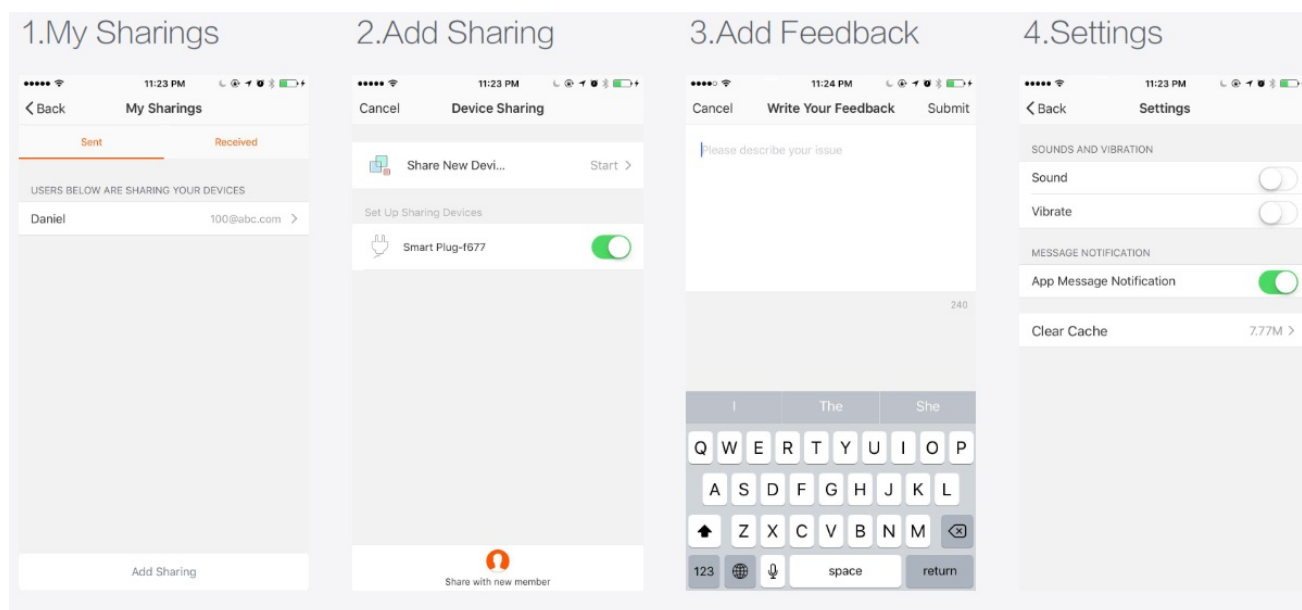 1.My Sharings
11:23 PM
Back
My Sharings
Sent
Received
USERS BELOW ARE SHARING YOUR DEVICES
Daniel
100@abc.com
Add Sharing
2.Add Sharing
11:23 PM
Cancel
Device Sharing
Share New Devi...
Start
Set Up Sharing Devices
Smart Plug-f677
Share with new member
3.Add Feedback
11:24 PM
Cancel
Write Your Feedback
Submit
Please describe your issue
240
I
The
She
Q W E R T Y U I O P
A S D F G H J K L
Z X C V B N M
123
space
return
4.Settings
11:23 PM
Back
Settings
SOUNDS AND VIBRATION
Sound
Vibrate
MESSAGE NOTIFICATION
App Message Notification
Clear Cache
7.77M